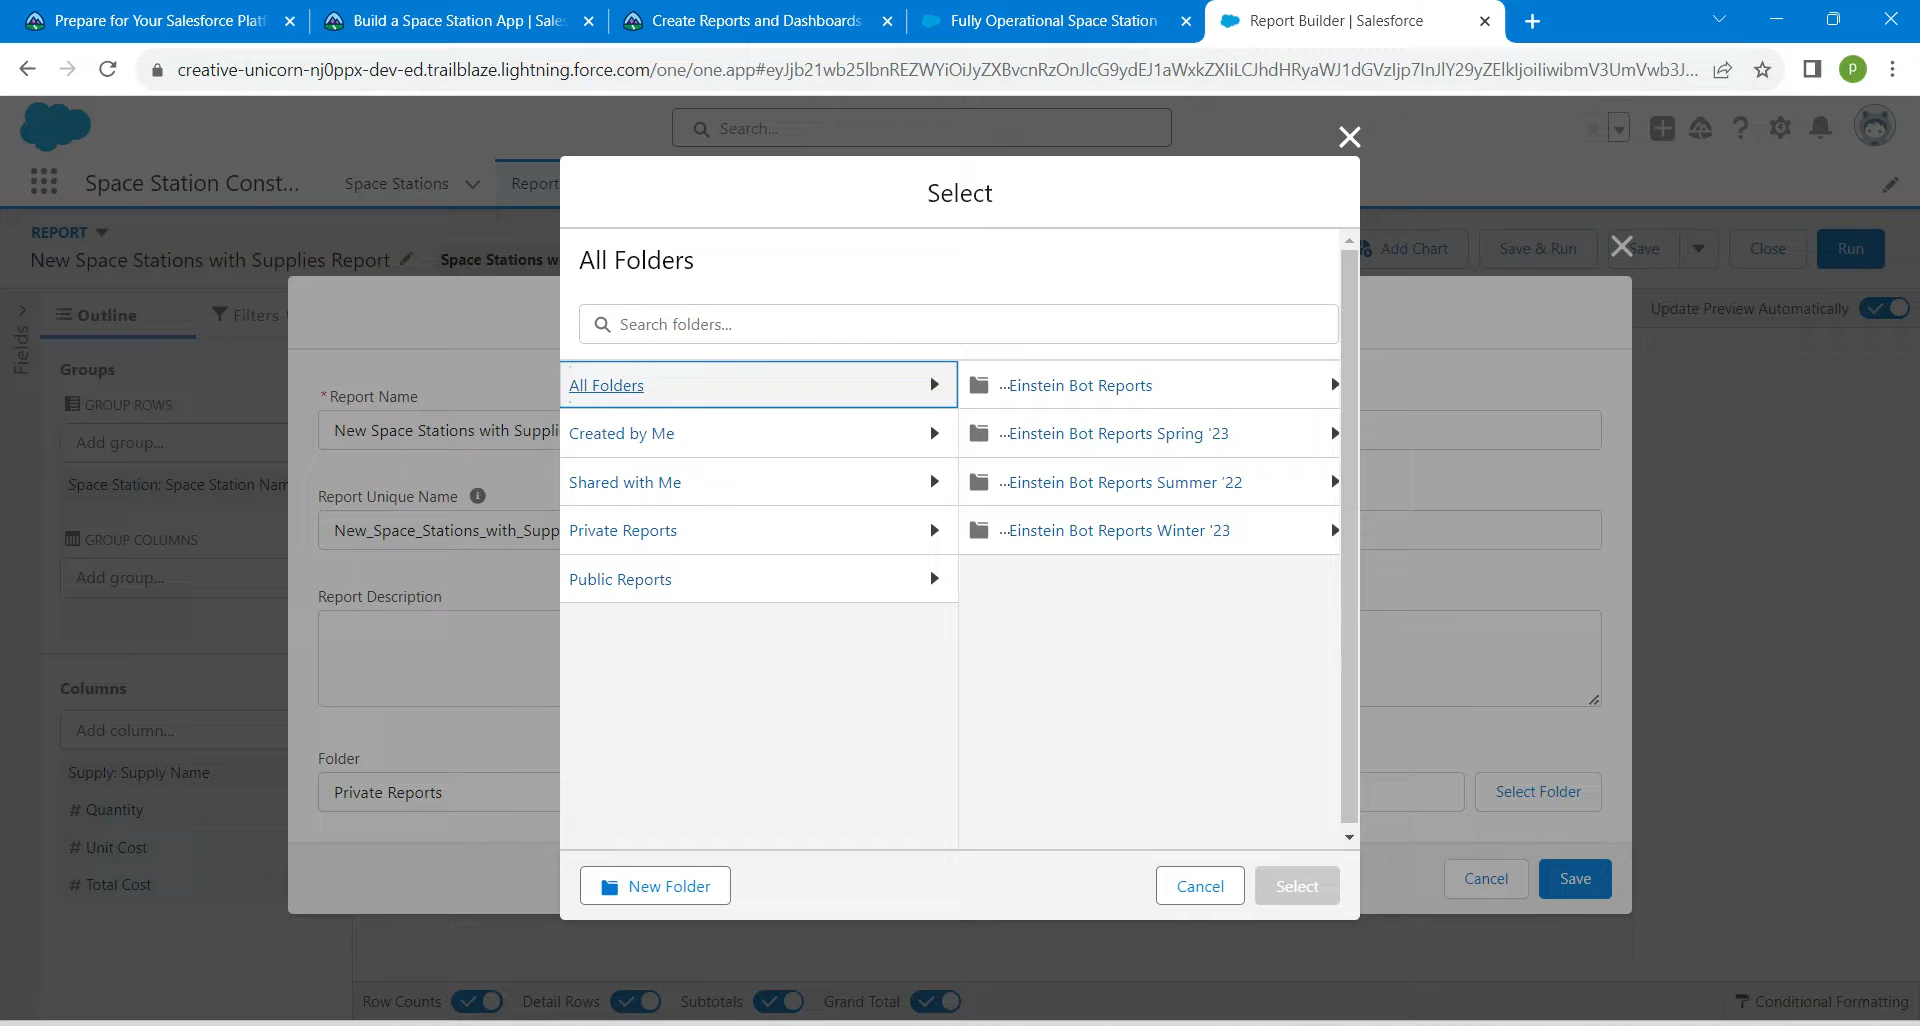 Prepare for Your Salesforce Platf
Build a Space Station App | Sales
Create Reports and Dashboards
Fully Operational Space Station
Report Builder | Salesforce
creative-unicorn-nj0ppx-dev-ed.trailblaze.lightning.force.com/one/one.app#
P
Search...
Space Station Const...
Space Stations
Report
REPORT
New Space Stations with Supplies Report
Space Stations w
Add Chart
Save & Run
Save
Close
Run
Fields
Outline
Filters
Update Preview Automatically
Groups
GROUP ROWS
Add group...
Space Station: Space Station Nam
GROUP COLUMNS
Add group...
Columns
Add column...
Supply: Supply Name
# Quantity
# Unit Cost
# Total Cost
* Report Name
New Space Stations with Suppli
Report Unique Name
New_Space_Stations_with_Supp
Report Description
Folder
Private Reports
Select Folder
Cancel
Save
Select
All Folders
Search folders...
All Folders
Created by Me
Shared with Me
Private Reports
Public Reports
...Einstein Bot Reports
...Einstein Bot Reports Spring '23
...Einstein Bot Reports Summer '22
...Einstein Bot Reports Winter '23
New Folder
Cancel
Select
Row Counts
Detail Rows
Subtotals
Grand Total
Conditional Formatting